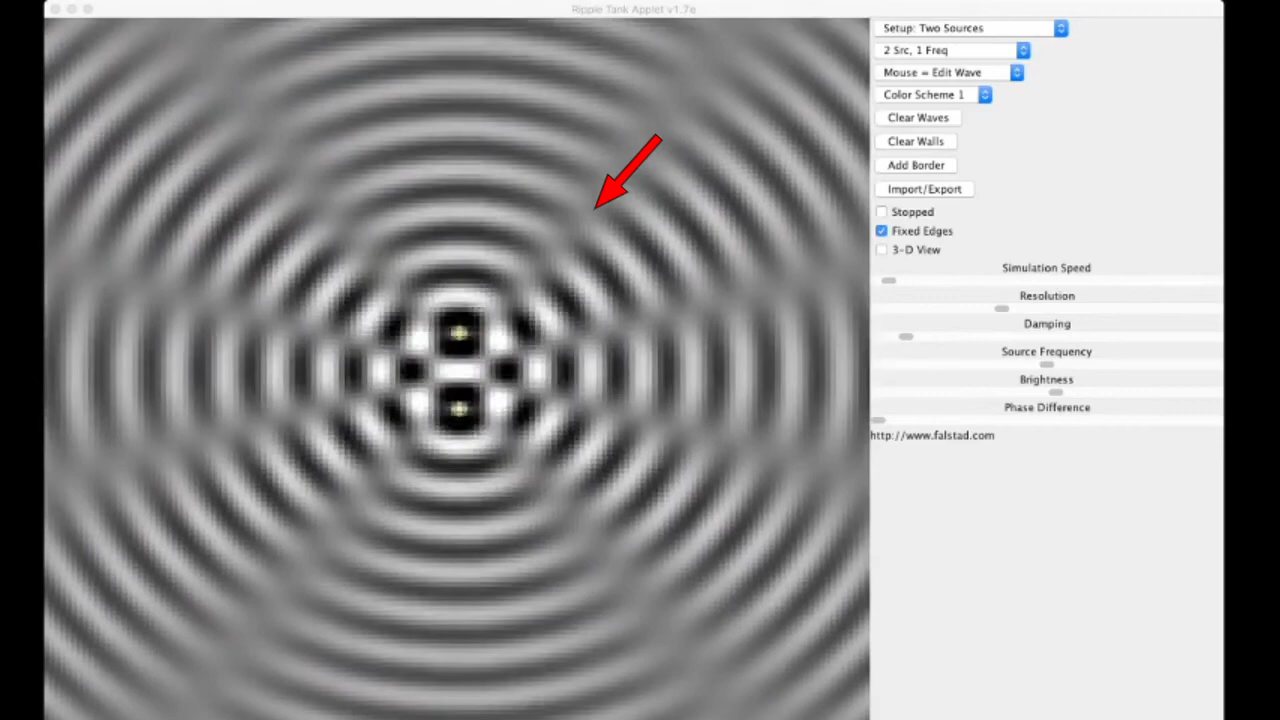 Ripple Tank Applet v1.7e
Setup: Two Sources
2 Src, 1 Freq
Mouse = Edit Wave
Color Scheme 1
Clear Waves
Clear Walls
Add Border
Import/Export
Stopped
Fixed Edges
3-D View
Simulation Speed
Resolution
Damping
Source Frequency
Brightness
Phase Difference
http://www.falstad.com